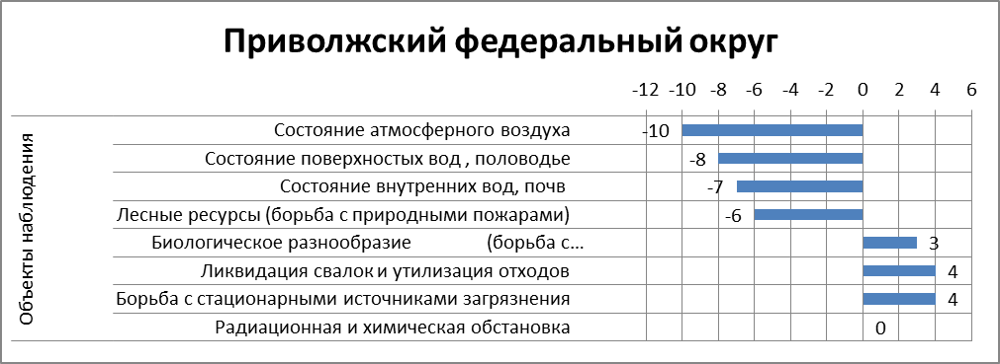 Приволжский федеральный округ
-12 -10 -8 -6 -4 -2 0 2 4 6
Объекты наблюдения
Состояние атмосферного воздуха -10
Состояние поверхностых вод , половодье -8
Состояние внутренних вод, почв -7
Лесные ресурсы (борьба с природными пожарами) -6
Биологическое разнообразие (борьба с... 3
Ликвидация свалок и утилизация отходов 4
Борьба с стационарными источниками загрязнения 4
Радиационная и химическая обстановка 0